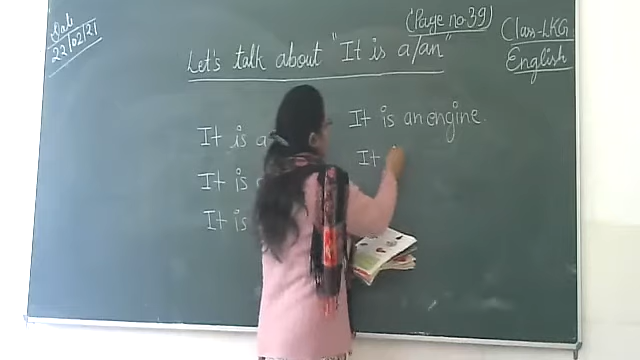 Dat
22/02/21
(Page no.39)
Class-LKG
English
Let's talk about "It is a/an"
It is a
It is
It is
It is an engine.
It